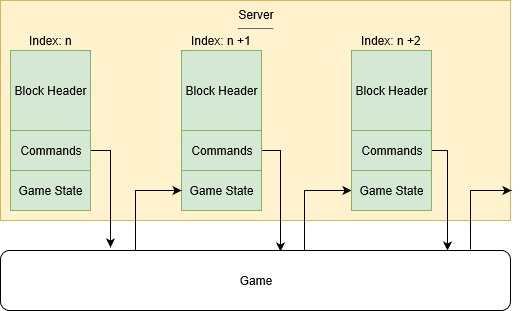 Server
Index: n
Index: n +1
Index: n +2
Block Header
Block Header
Block Header
Commands
Commands
Commands
Game State
Game State
Game State
Game